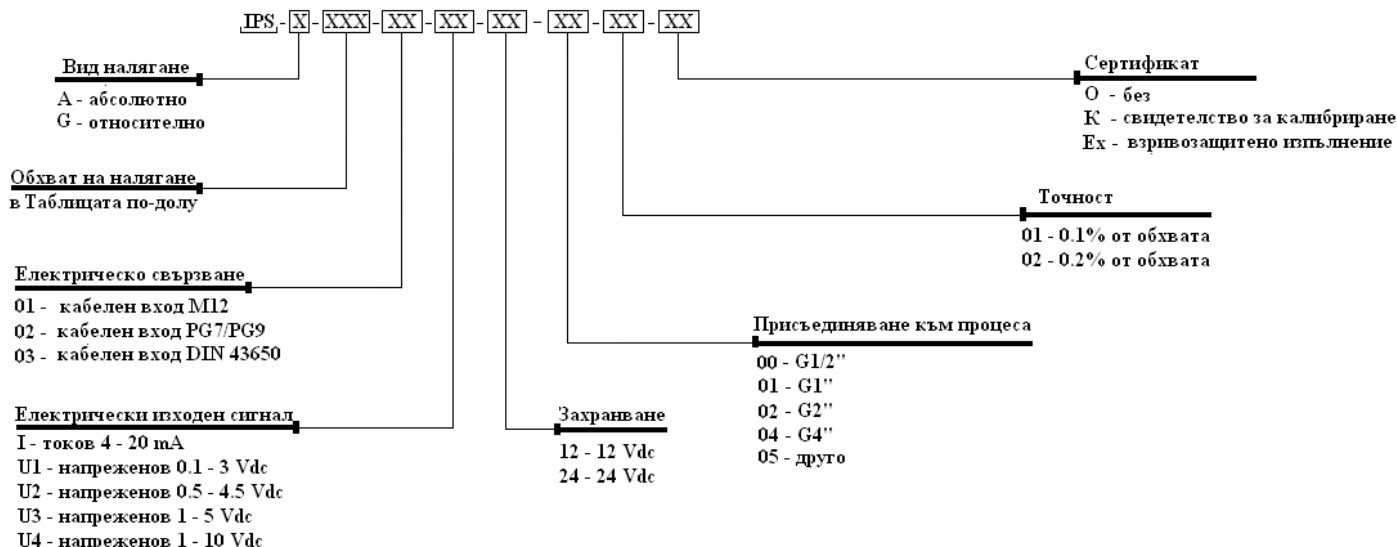 IPS - X - XXX - XX - XX - XX - XX - XX - XX
Вид налягане
A - абсолютно
G - относително
Обхват на налягане
в Таблицата по-долу
Електрическо свързване
01 - кабелен вход M12
02 - кабелен вход PG7/PG9
03 - кабелен вход DIN 43650
Електрически изходен сигнал
I - токов 4 - 20 mA
U1 - напреженов 0.1 - 3 Vdc
U2 - напреженов 0.5 - 4.5 Vdc
U3 - напреженов 1 - 5 Vdc
U4 - напреженов 1 - 10 Vdc
Захранване
12 - 12 Vdc
24 - 24 Vdc
Присъединяване към процеса
00 - G1/2"
01 - G1"
02 - G2"
04 - G4"
05 - друго
Точност
01 - 0.1% от обхвата
02 - 0.2% от обхвата
Сертификат
О - без
К - свидетелство за калибриране
Ex - взривозащитено изпълнение